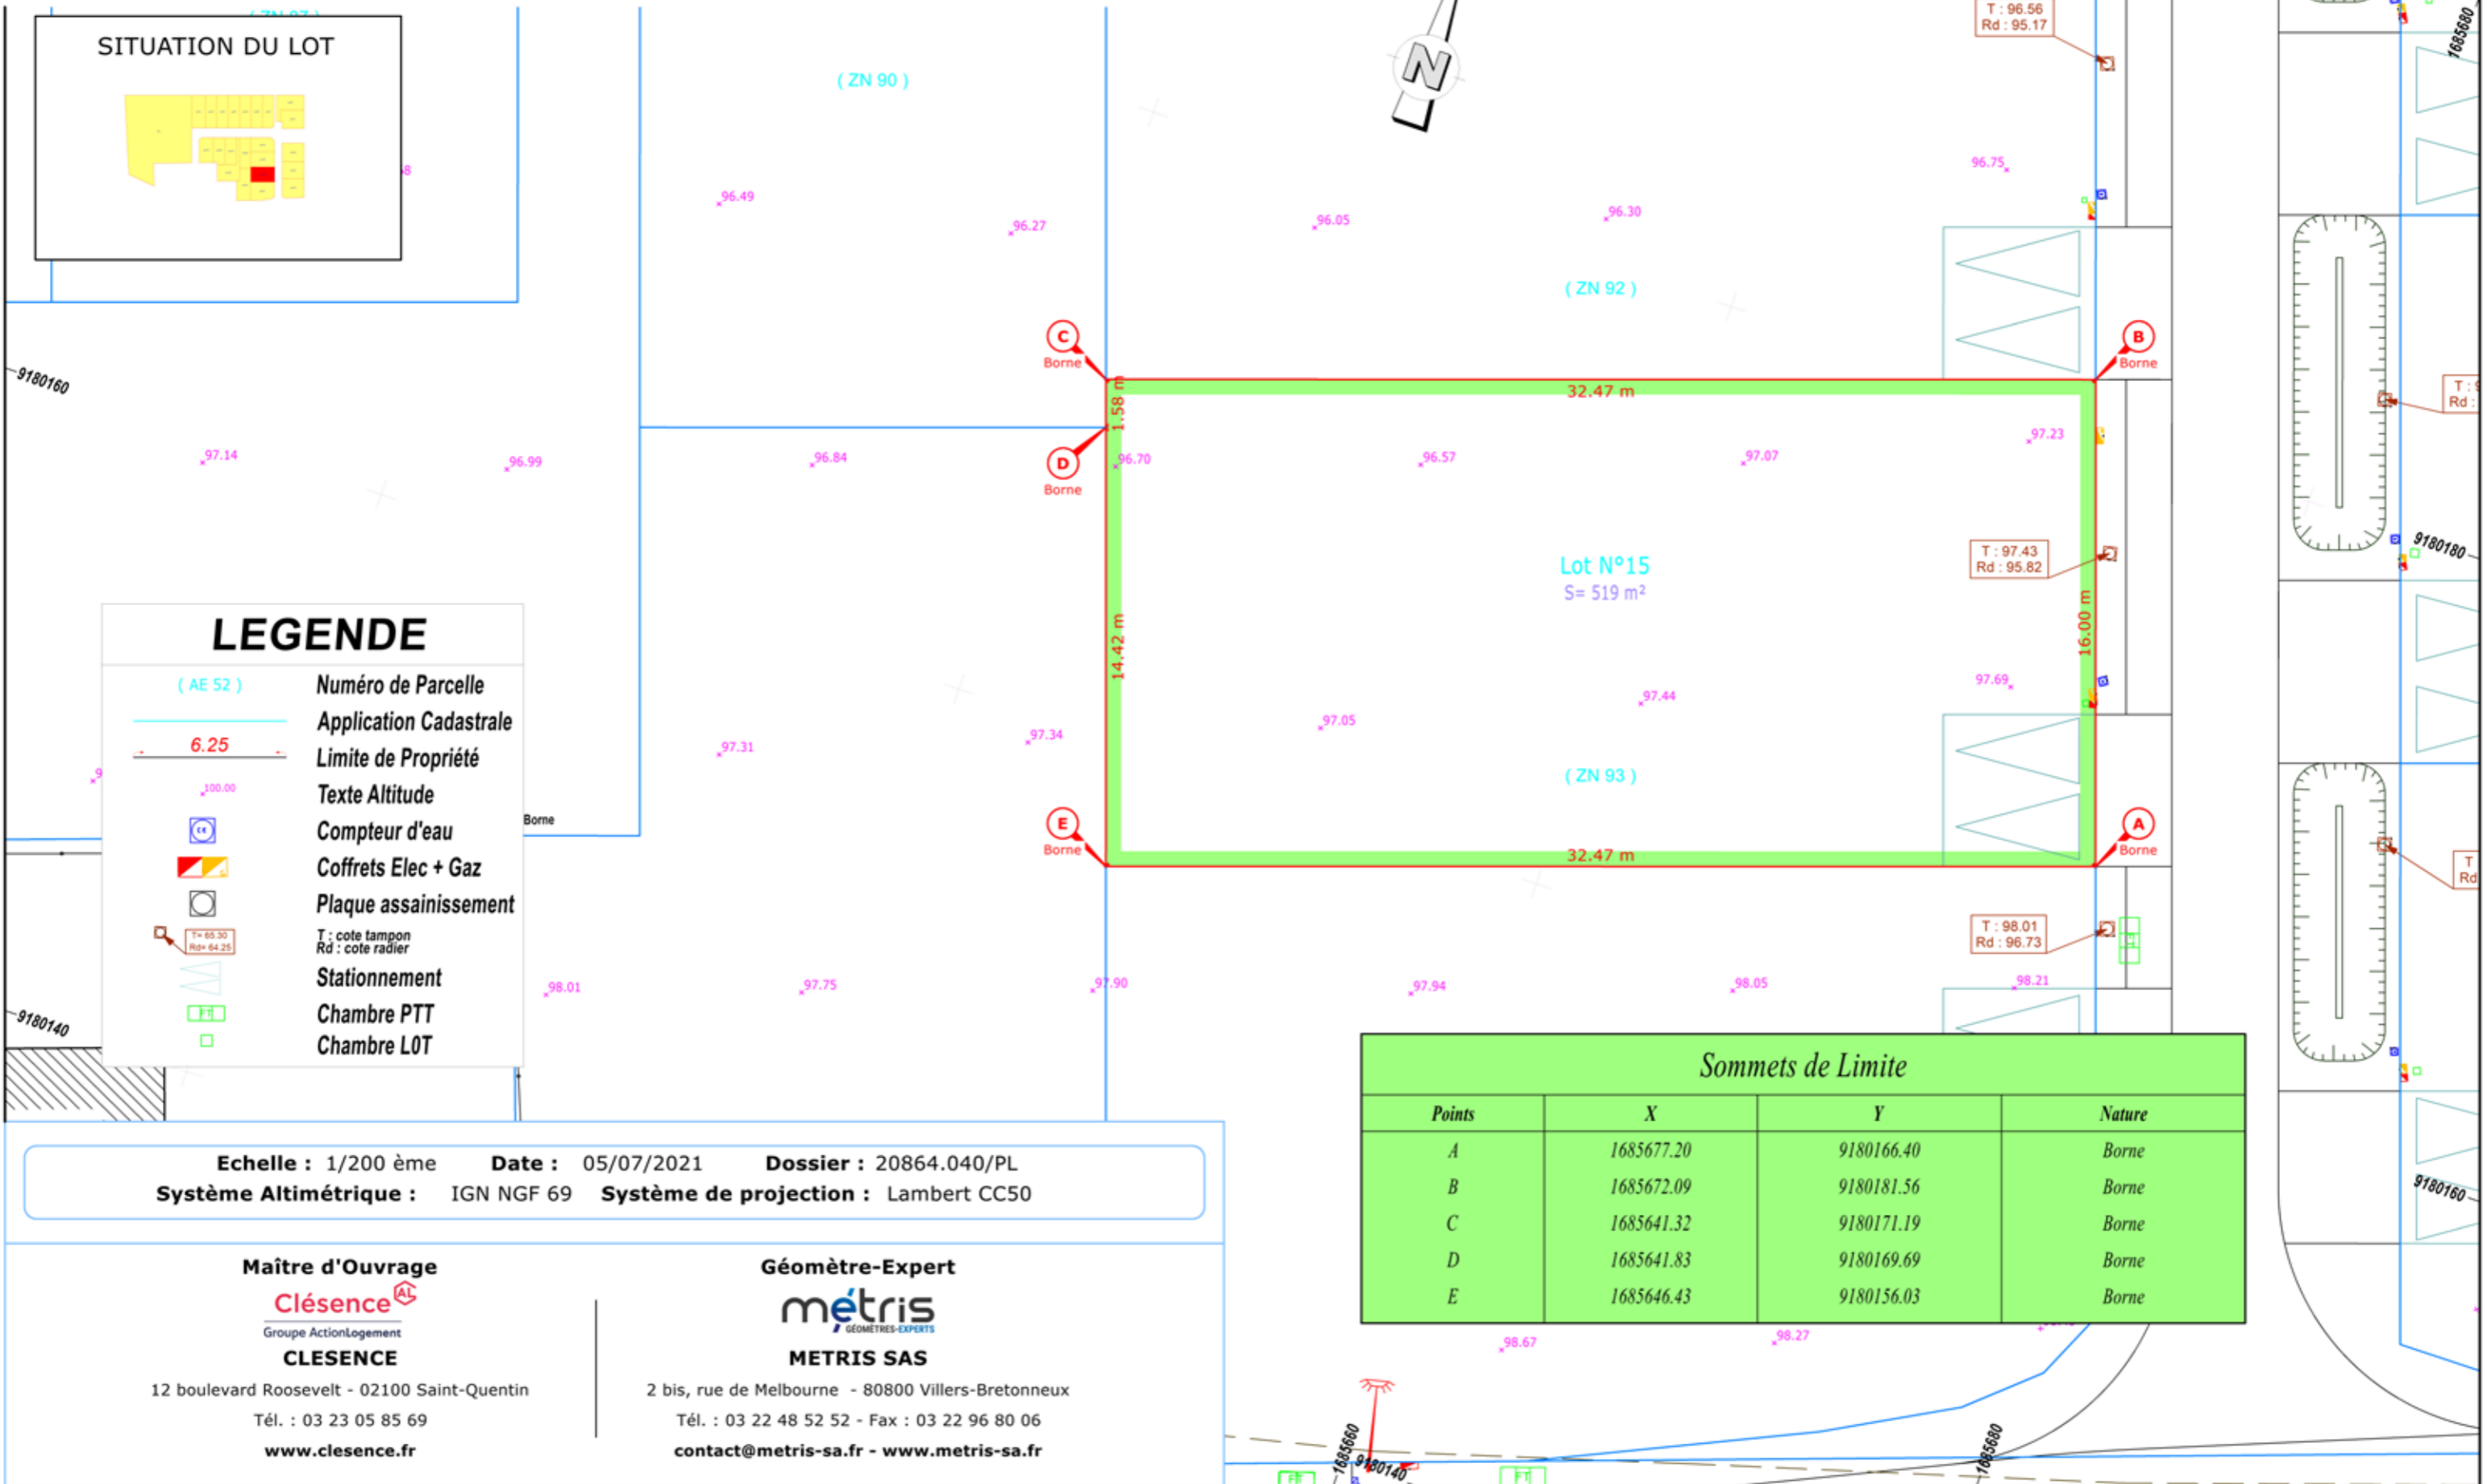 SITUATION DU LOT
( ZN 90 )
T : 96.56
Rd : 95.17
1685680
N
96.75
96.49
96.27
96.05
96.30
( ZN 92 )
C
Borne
B
Borne
9180160
1.58 m
32.47 m
97.23
97.14
96.99
96.84
D
Borne
96.70
96.57
97.07
T : 97.43
Rd : 95.82
9180180
Lot N°15
S= 519 m²
14.42 m
16.00 m
97.69
97.44
97.05
97.31
97.34
( ZN 93 )
E
Borne
A
Borne
32.47 m
Borne
LEGENDE
( AE 52 ) Numéro de Parcelle
Application Cadastrale
6.25 Limite de Propriété
100.00 Texte Altitude
Compteur d'eau
Coffrets Elec + Gaz
Plaque assainissement
T= 65.30 T : cote tampon
Rd= 64.25 Rd : cote radier
Stationnement
FT Chambre PTT
Chambre LOT
T : 98.01
Rd : 96.73
98.01
97.75
97.90
97.94
98.05
98.21
9180140
Sommets de Limite
Points X Y Nature
A 1685677.20 9180166.40 Borne
B 1685672.09 9180181.56 Borne
C 1685641.32 9180171.19 Borne
D 1685641.83 9180169.69 Borne
E 1685646.43 9180156.03 Borne
9180160
98.67
98.27
1685660
9180140
1685680
FT
FT
Echelle : 1/200 ème Date : 05/07/2021 Dossier : 20864.040/PL
Système Altimétrique : IGN NGF 69 Système de projection : Lambert CC50
Maître d'Ouvrage
Clésence AL
Groupe ActionLogement
CLESENCE
12 boulevard Roosevelt - 02100 Saint-Quentin
Tél. : 03 23 05 85 69
www.clesence.fr
Géomètre-Expert
métris
GÉOMÈTRES-EXPERTS
METRIS SAS
2 bis, rue de Melbourne - 80800 Villers-Bretonneux
Tél. : 03 22 48 52 52 - Fax : 03 22 96 80 06
contact@metris-sa.fr - www.metris-sa.fr